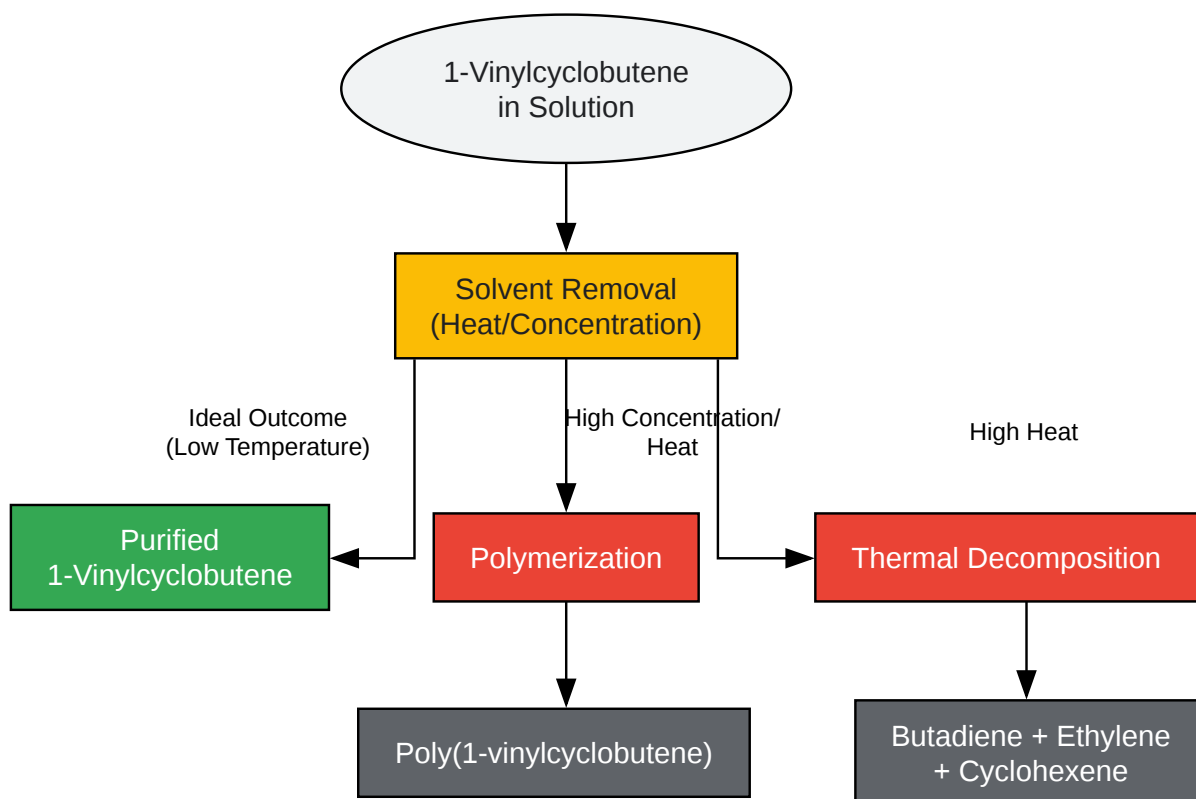 1-Vinylcyclobutene
in Solution
Solvent Removal
(Heat/Concentration)
Ideal Outcome
(Low Temperature)
High Concentration/
Heat
High Heat
Purified
1-Vinylcyclobutene
Polymerization
Thermal Decomposition
Poly(1-vinylcyclobutene)
Butadiene + Ethylene
+ Cyclohexene